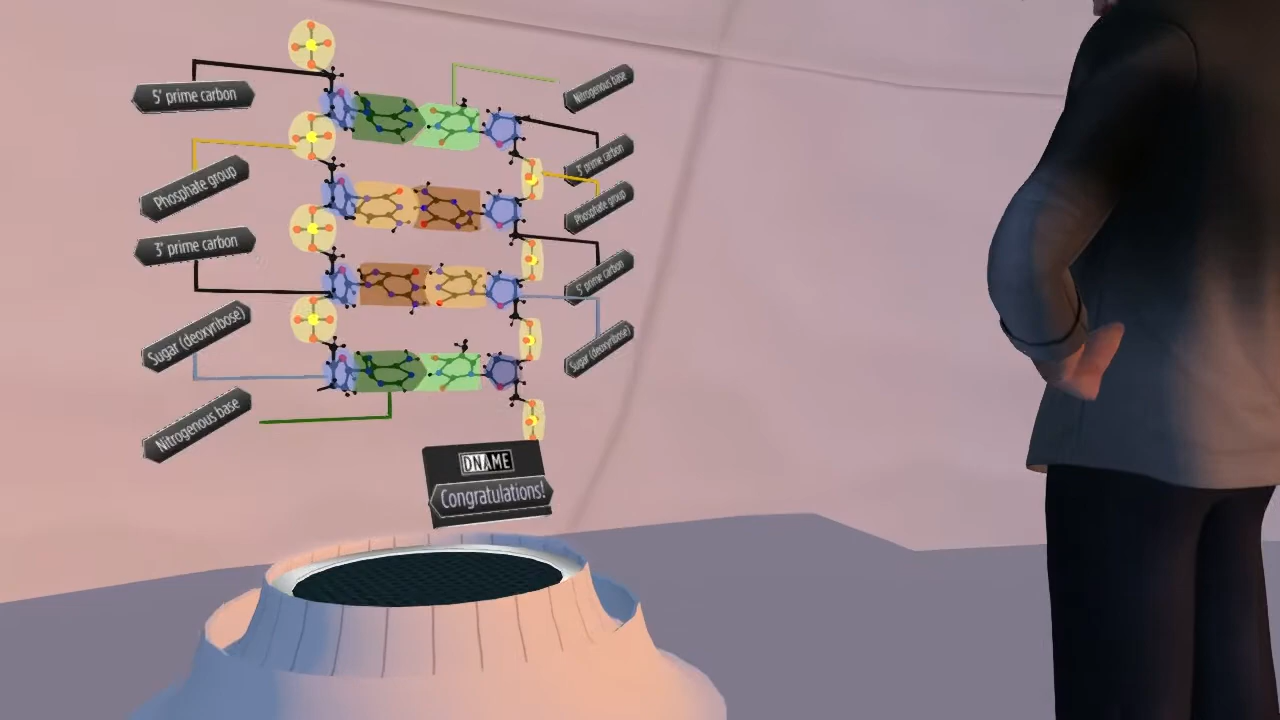 5' prime carbon
Phosphate group
3' prime carbon
Sugar (deoxyribose)
Nitrogenous base
Nitrogenous base
3' prime carbon
Phosphate group
5' prime carbon
Sugar (deoxyribose)
DNAME
Congratulations!